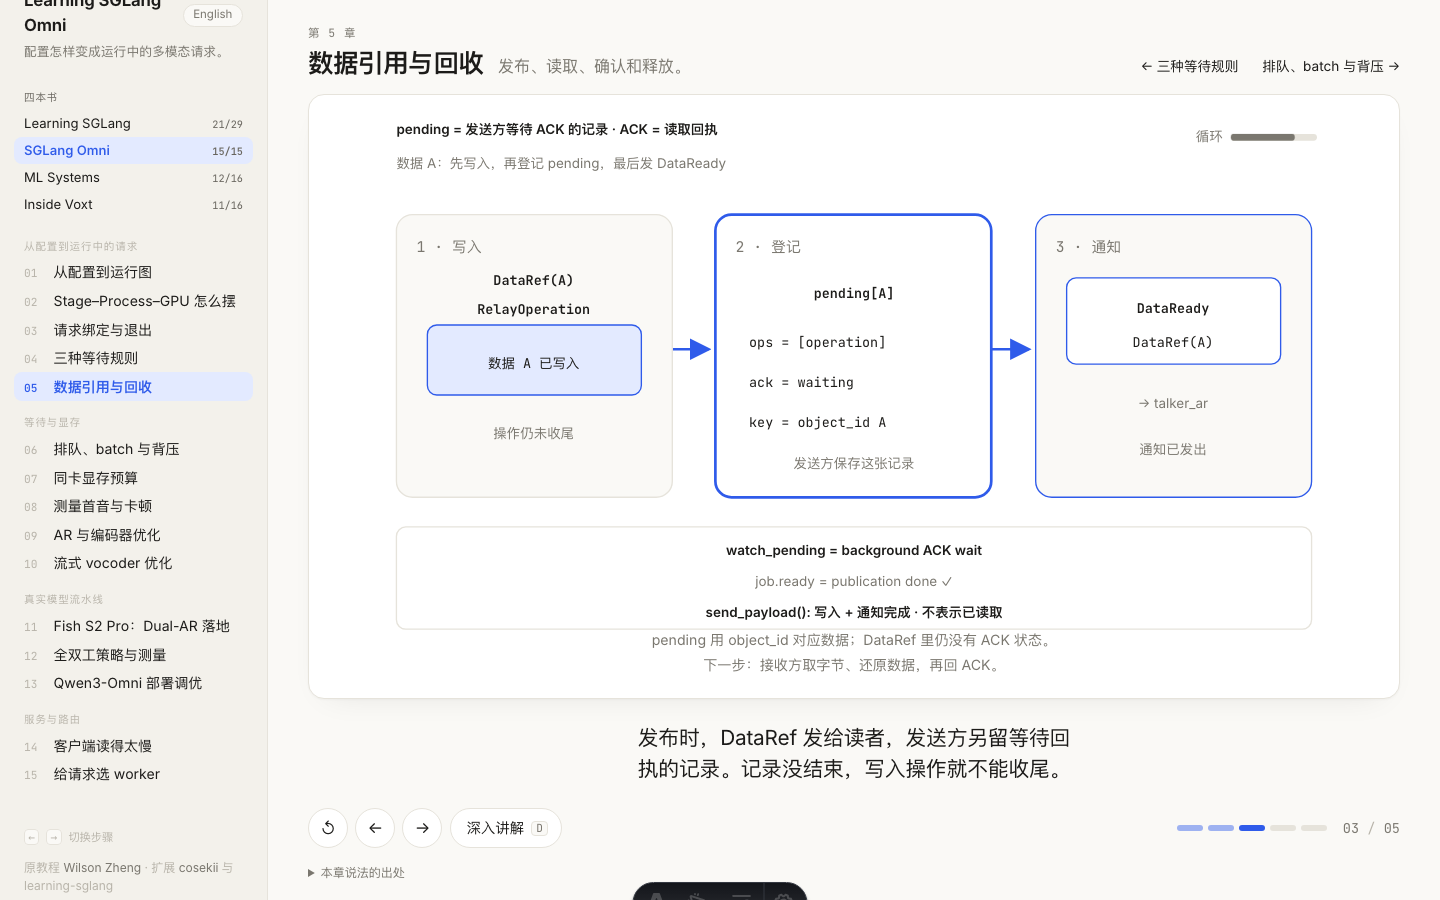 Learning SGLang
Omni
English
配置怎样变成运行中的多模态请求。
四本书
Learning SGLang 21/29
SGLang Omni 15/15
ML Systems 12/16
Inside Voxt 11/16
从配置到运行中的请求
01 从配置到运行图
02 Stage–Process–GPU 怎么摆
03 请求绑定与退出
04 三种等待规则
05 数据引用与回收
等待与显存
06 排队、batch 与背压
07 同卡显存预算
08 测量首音与卡顿
09 AR 与编码器优化
10 流式 vocoder 优化
真实模型流水线
11 Fish S2 Pro：Dual-AR 落地
12 全双工策略与测量
13 Qwen3-Omni 部署调优
服务与路由
14 客户端读得太慢
15 给请求选 worker
← → 切换步骤
原教程 Wilson Zheng · 扩展 cosekii 与
learning-sglang
第 5 章
数据引用与回收 发布、读取、确认和释放。
← 三种等待规则 排队、batch 与背压 →
pending = 发送方等待 ACK 的记录 · ACK = 读取回执
循环
数据 A：先写入，再登记 pending，最后发 DataReady
1 · 写入
DataRef(A)
RelayOperation
数据 A 已写入
操作仍未收尾
2 · 登记
pending[A]
ops = [operation]
ack = waiting
key = object_id A
发送方保存这张记录
3 · 通知
DataReady
DataRef(A)
→ talker_ar
通知已发出
watch_pending = background ACK wait
job.ready = publication done ✓
send_payload(): 写入 + 通知完成 · 不表示已读取
pending 用 object_id 对应数据；DataRef 里仍没有 ACK 状态。
下一步：接收方取字节、还原数据，再回 ACK。
发布时，DataRef 发给读者，发送方另留等待回
执的记录。记录没结束，写入操作就不能收尾。
深入讲解 D
03 / 05
▶ 本章说法的出处